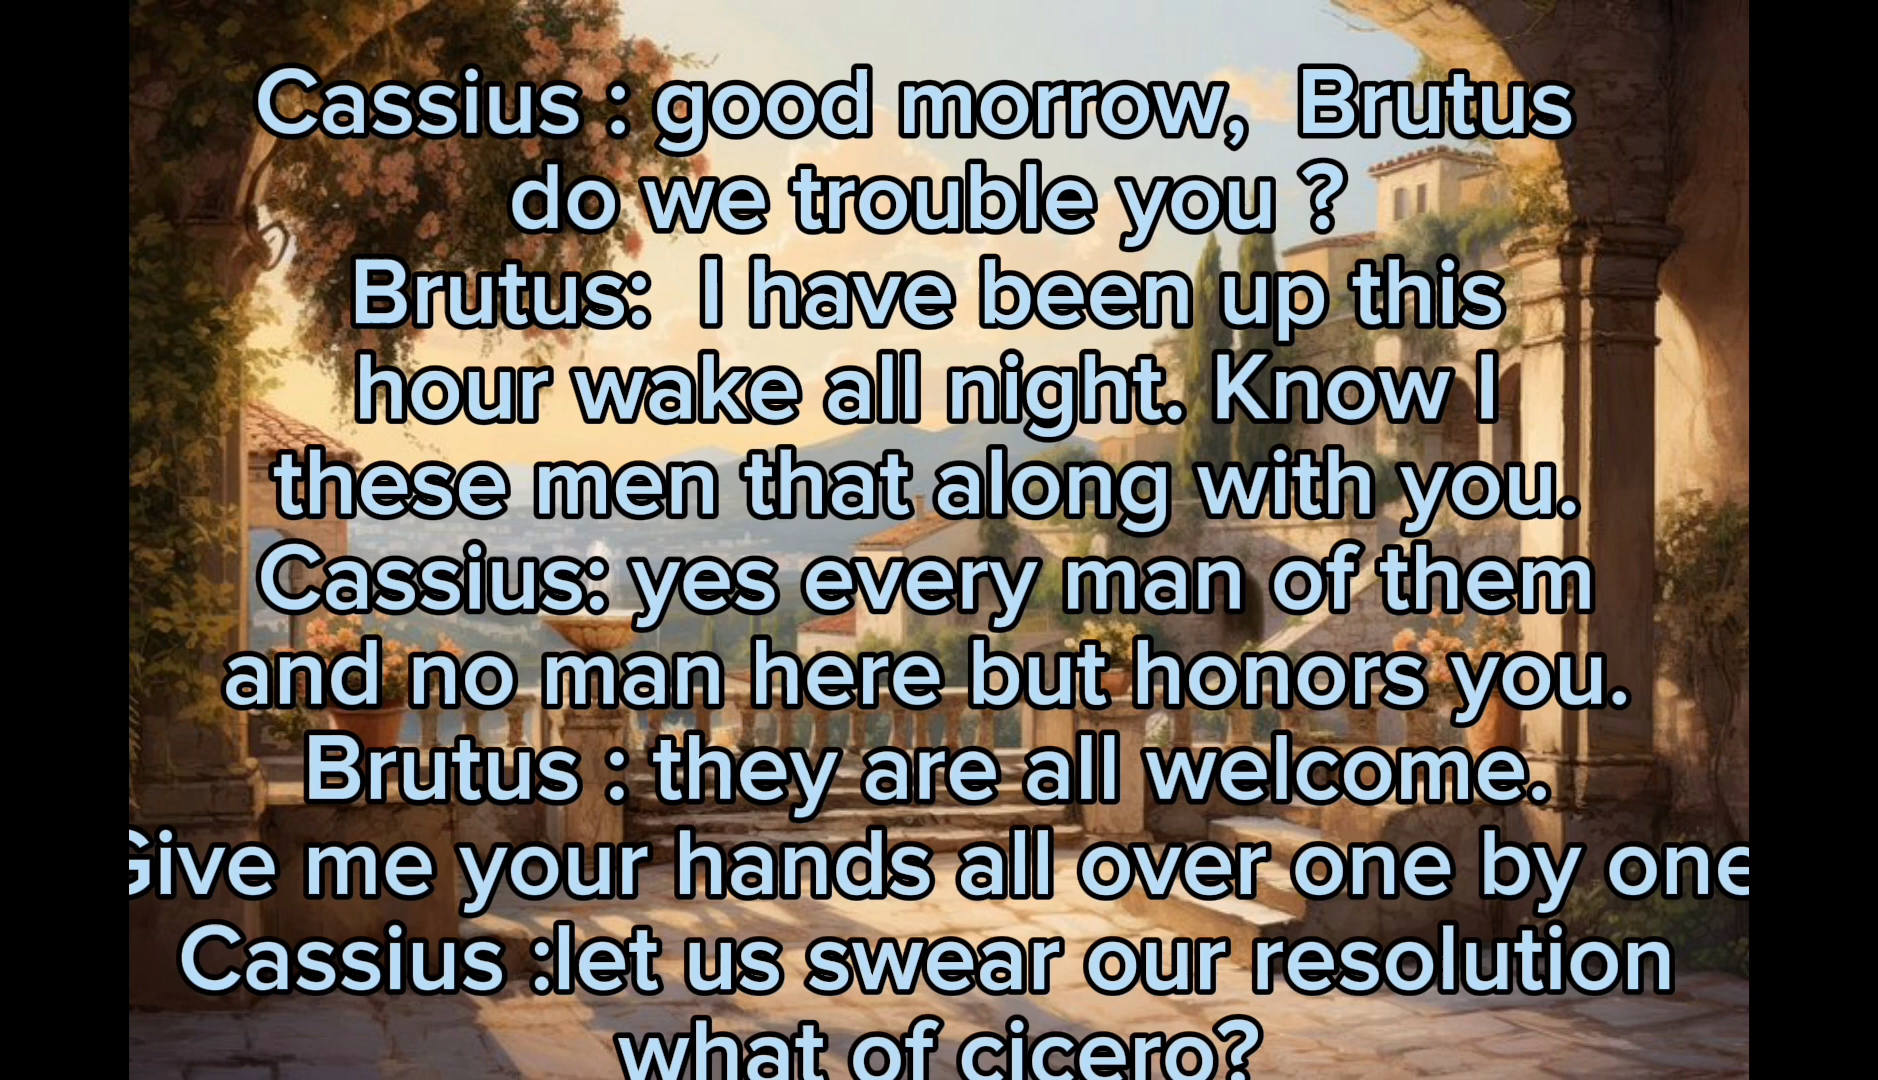 Cassius : good morrow,  Brutus
do we trouble you ?
Brutus:  I have been up this
hour wake all night. Know I
these men that along with you.
Cassius: yes every man of them
and no man here but honors you.
Brutus : they are all welcome.
Give me your hands all over one by one
Cassius :let us swear our resolution
what of cicero?